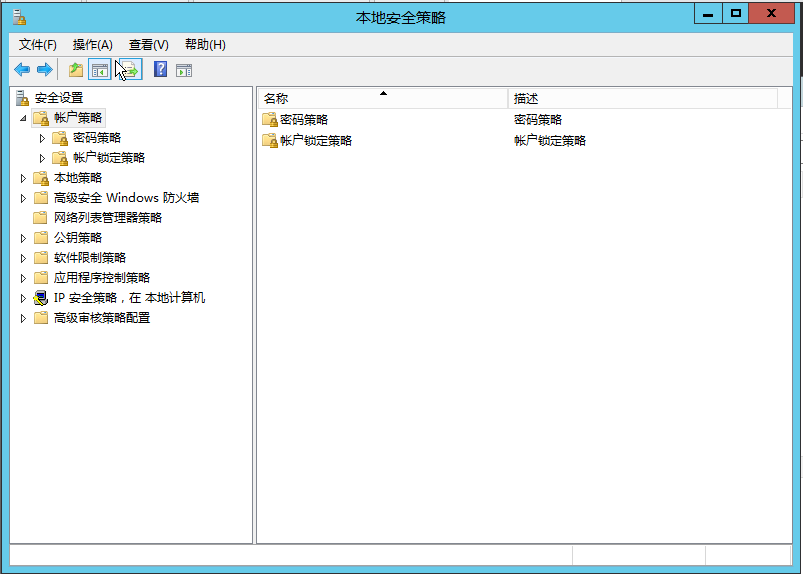 本地安全策略
文件(F) 操作(A) 查看(V) 帮助(H)
安全设置
帐户策略
密码策略
帐户锁定策略
本地策略
高级安全 Windows 防火墙
网络列表管理器策略
公钥策略
软件限制策略
应用程序控制策略
IP 安全策略，在 本地计算机
高级审核策略配置
名称 描述
密码策略 密码策略
帐户锁定策略 帐户锁定策略